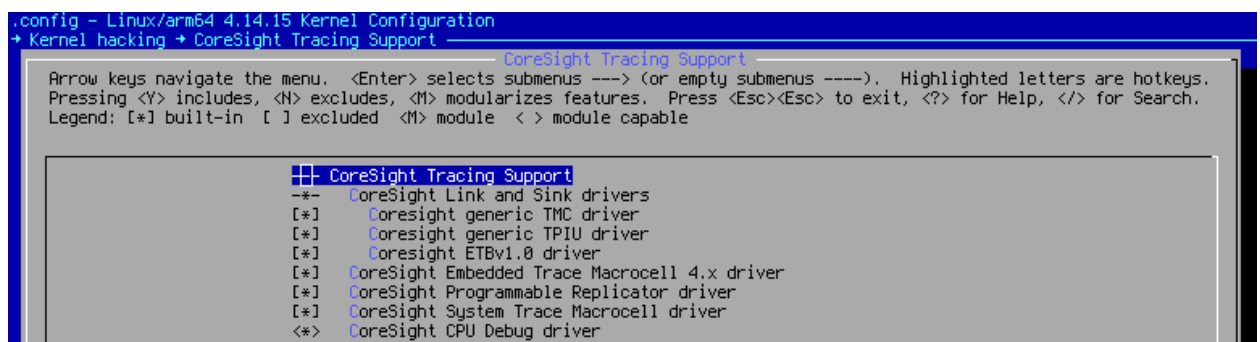 .config - Linux/arm64 4.14.15 Kernel Configuration
→ Kernel hacking → CoreSight Tracing Support
CoreSight Tracing Support
Arrow keys navigate the menu.  <Enter> selects submenus ---> (or empty submenus ----).  Highlighted letters are hotkeys.
Pressing <Y> includes, <N> excludes, <M> modularizes features.  Press <Esc><Esc> to exit, <?> for Help, </> for Search.
Legend: [*] built-in  [ ] excluded  <M> module  < > module capable
-*- CoreSight Tracing Support
-*-   CoreSight Link and Sink drivers
[*]     Coresight generic TMC driver
[*]     Coresight generic TPIU driver
[*]     Coresight ETBv1.0 driver
[*]   CoreSight Embedded Trace Macrocell 4.x driver
[*]   CoreSight Programmable Replicator driver
[*]   CoreSight System Trace Macrocell driver
<*>   CoreSight CPU Debug driver